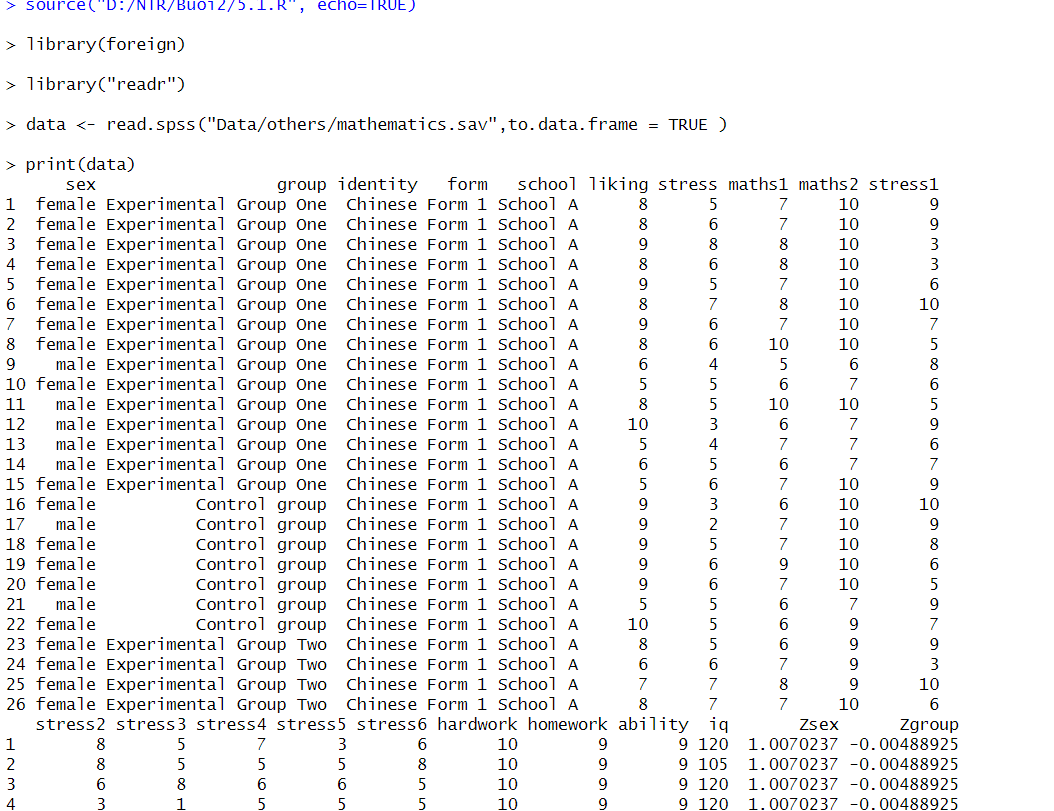 > source("D:/NTR/Buoi2/5.1.R", echo=TRUE)
> library(foreign)
> library("readr")
> data <- read.spss("Data/others/mathematics.sav",to.data.frame = TRUE )
> print(data)
sex group identity form school liking stress maths1 maths2 stress1
1 female Experimental Group One Chinese Form 1 School A 8 5 7 10 9
2 female Experimental Group One Chinese Form 1 School A 8 6 7 10 9
3 female Experimental Group One Chinese Form 1 School A 9 8 8 10 3
4 female Experimental Group One Chinese Form 1 School A 8 6 8 10 3
5 female Experimental Group One Chinese Form 1 School A 9 5 7 10 6
6 female Experimental Group One Chinese Form 1 School A 8 7 8 10 10
7 female Experimental Group One Chinese Form 1 School A 9 6 7 10 7
8 female Experimental Group One Chinese Form 1 School A 8 6 10 10 5
9 male Experimental Group One Chinese Form 1 School A 6 4 5 6 8
10 female Experimental Group One Chinese Form 1 School A 5 5 6 7 6
11 male Experimental Group One Chinese Form 1 School A 8 5 10 10 5
12 male Experimental Group One Chinese Form 1 School A 10 3 6 7 9
13 male Experimental Group One Chinese Form 1 School A 5 4 7 7 6
14 male Experimental Group One Chinese Form 1 School A 6 5 6 7 7
15 female Experimental Group One Chinese Form 1 School A 5 6 7 10 9
16 female Control group Chinese Form 1 School A 9 3 6 10 10
17 male Control group Chinese Form 1 School A 9 2 7 10 9
18 female Control group Chinese Form 1 School A 9 5 7 10 8
19 female Control group Chinese Form 1 School A 9 6 9 10 6
20 female Control group Chinese Form 1 School A 9 6 7 10 5
21 male Control group Chinese Form 1 School A 5 5 6 7 9
22 female Control group Chinese Form 1 School A 10 5 6 9 7
23 female Experimental Group Two Chinese Form 1 School A 8 5 6 9 9
24 female Experimental Group Two Chinese Form 1 School A 6 6 7 9 3
25 female Experimental Group Two Chinese Form 1 School A 7 7 8 9 10
26 female Experimental Group Two Chinese Form 1 School A 8 7 7 10 6
stress2 stress3 stress4 stress5 stress6 hardwork homework ability iq Zsex Zgroup
1 8 5 7 3 6 10 9 9 120 1.0070237 -0.00488925
2 8 5 5 5 8 10 9 9 105 1.0070237 -0.00488925
3 6 8 6 6 5 10 9 9 120 1.0070237 -0.00488925
4 3 1 5 5 5 10 9 9 120 1.0070237 -0.00488925